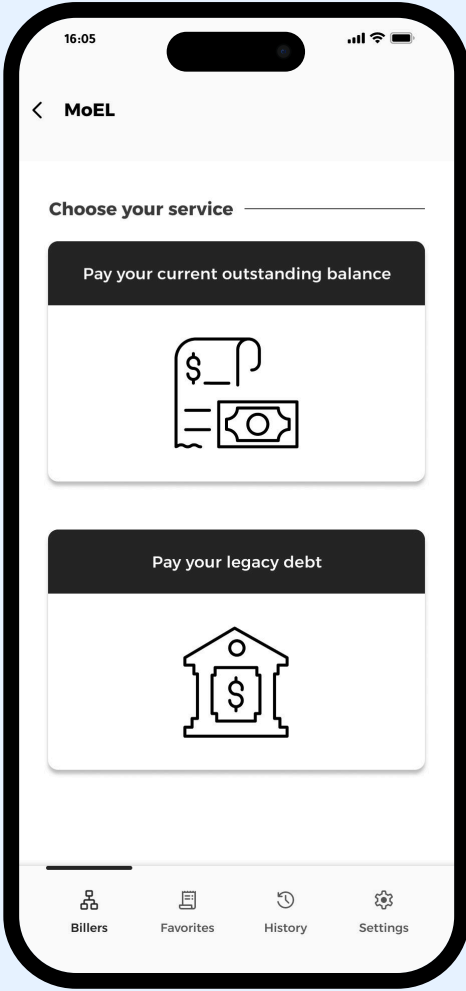 16:05
MoEL
Choose your service
Pay your current outstanding balance
$
Pay your legacy debt
$
Billers
Favorites
History
Settings